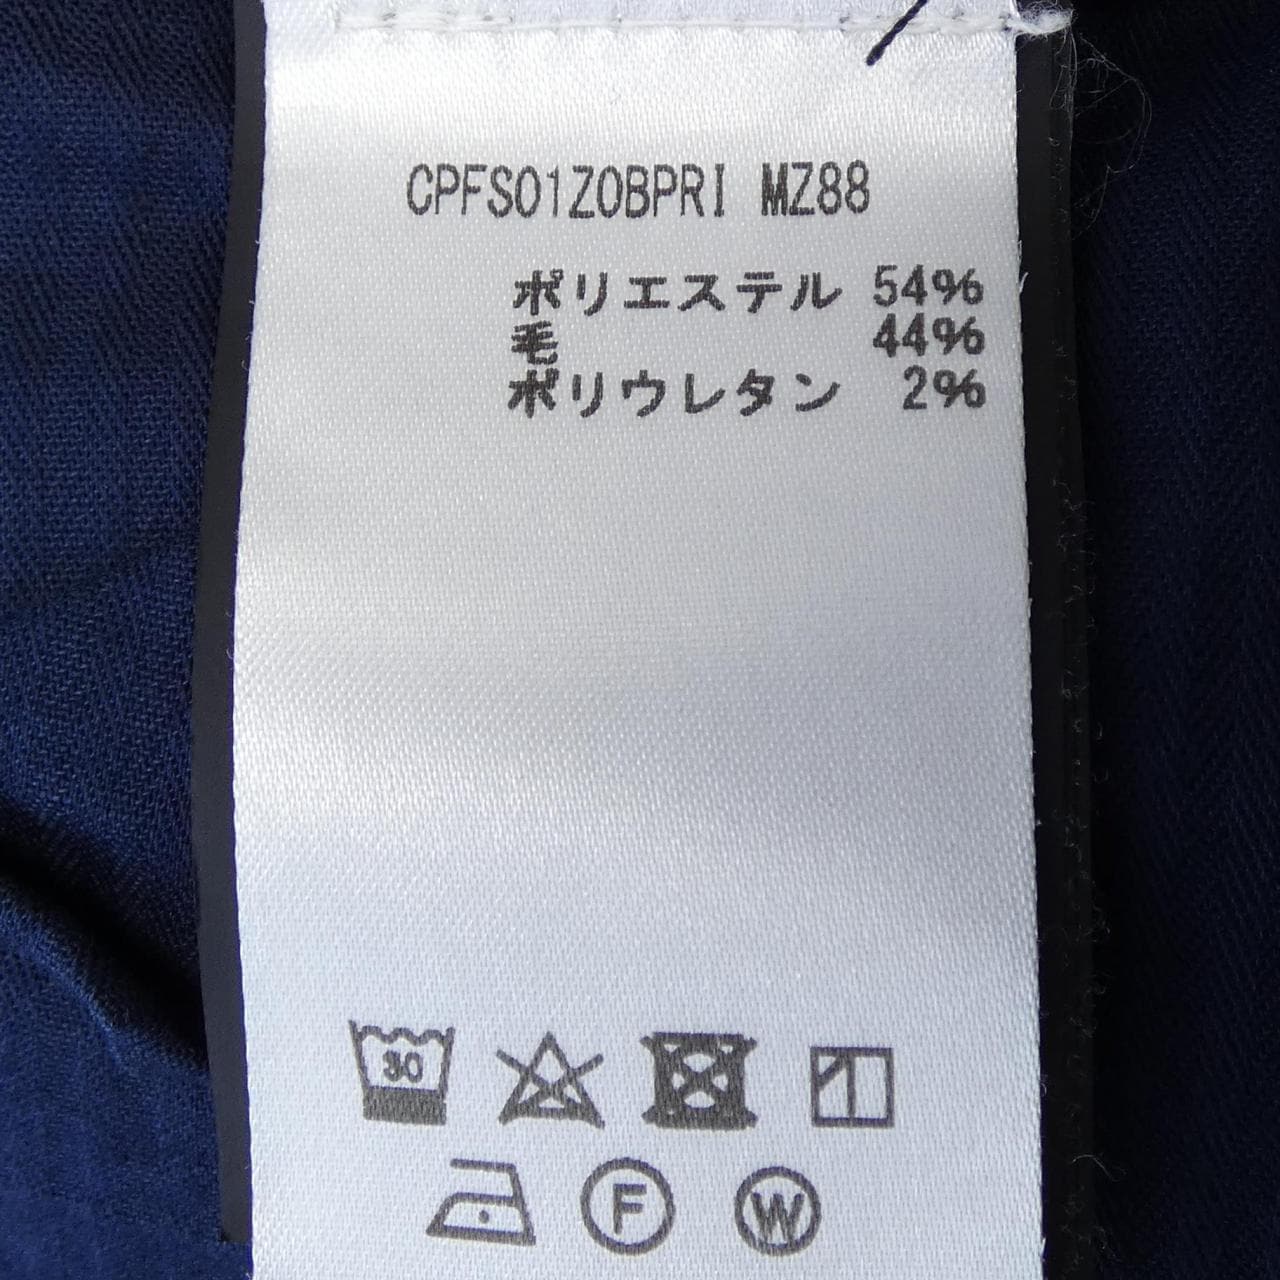 CPFS01Z0BPRI MZ88
ポリエステル 54%
毛 44%
ポリウレタン 2%
30
F W